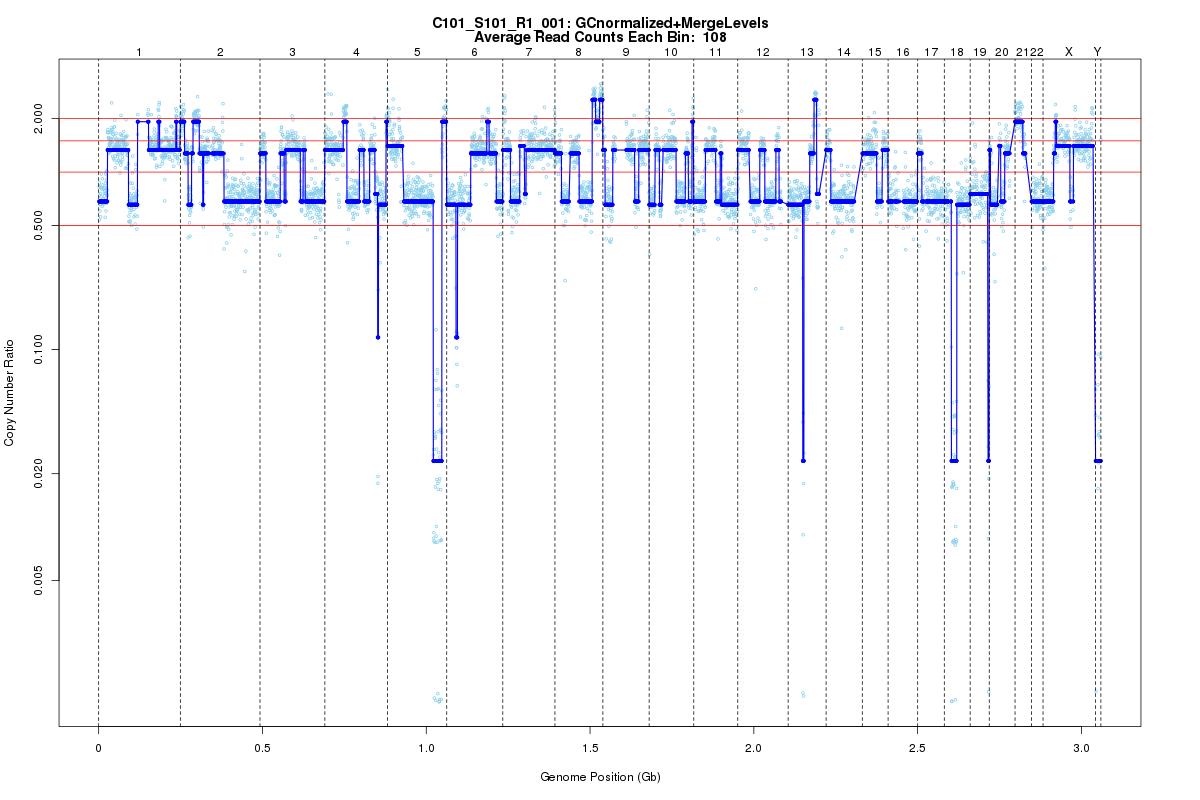 C101_S101_R1_001: GCnormalized+MergeLevels
Average Read Counts Each Bin: 108
1 2 3 4 5 6 7 8 9 10 11 12 13 14 15 16 17 18 19 20 21 22 X Y
2.000
0.500
0.100
0.020
0.005
Copy Number Ratio
0 0.5 1.0 1.5 2.0 2.5 3.0
Genome Position (Gb)